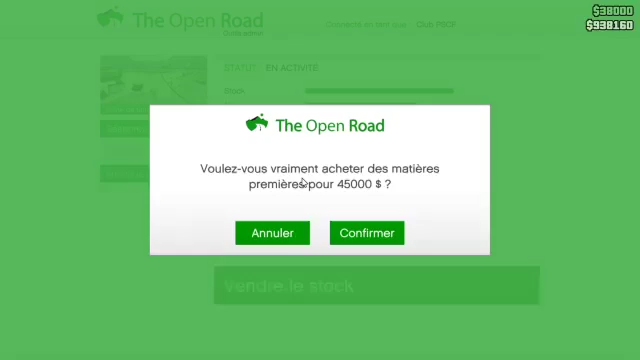 $38000
$938160
The Open Road
Connecté en tant que : Club PROF
STATUT: EN ACTIVITÉ
Stock
The Open Road
Voulez-vous vraiment acheter des matières
premières pour 45000 $ ?
Annuler
Confirmer
Vendre le stock